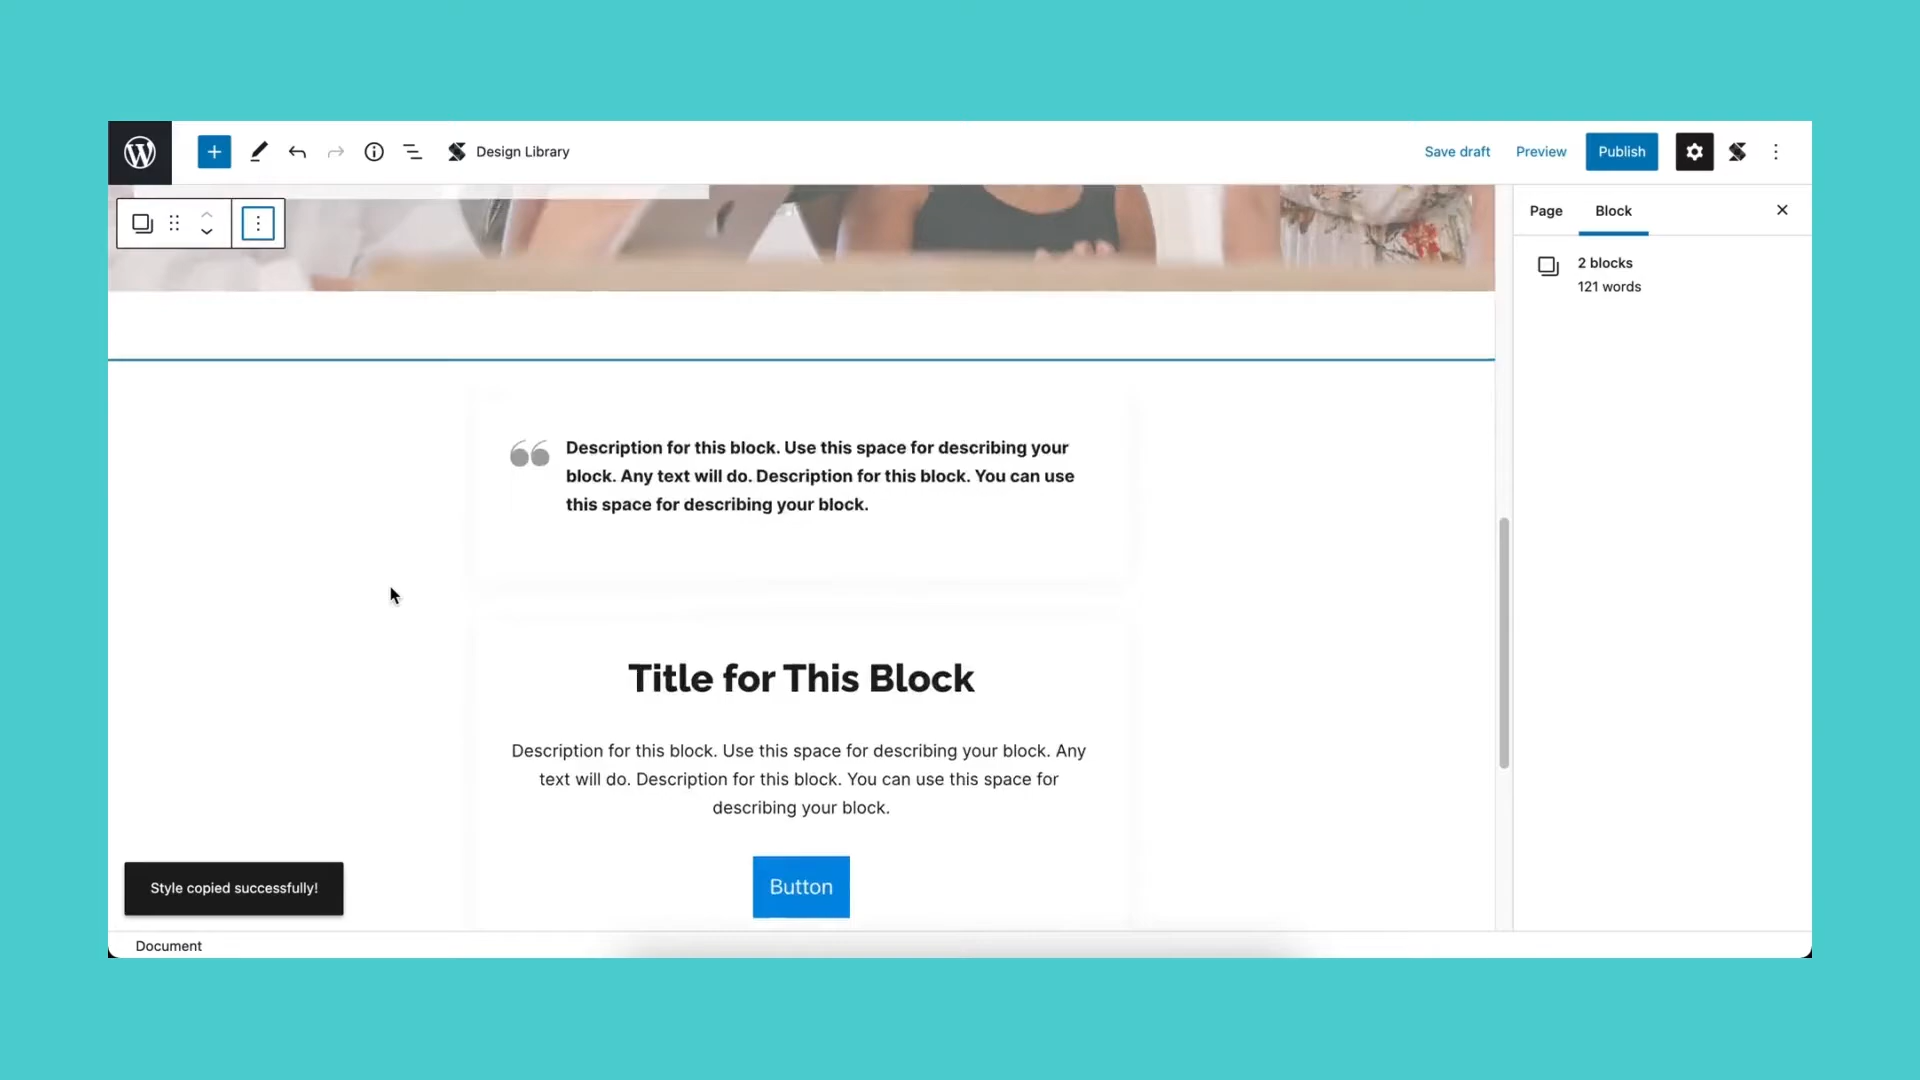 Design Library
Save draft
Preview
Publish
Page
Block
2 blocks
121 words
Description for this block. Use this space for describing your
block. Any text will do. Description for this block. You can use
this space for describing your block.
Title for This Block
Description for this block. Use this space for describing your block. Any
text will do. Description for this block. You can use this space for
describing your block.
Button
Style copied successfully!
Document